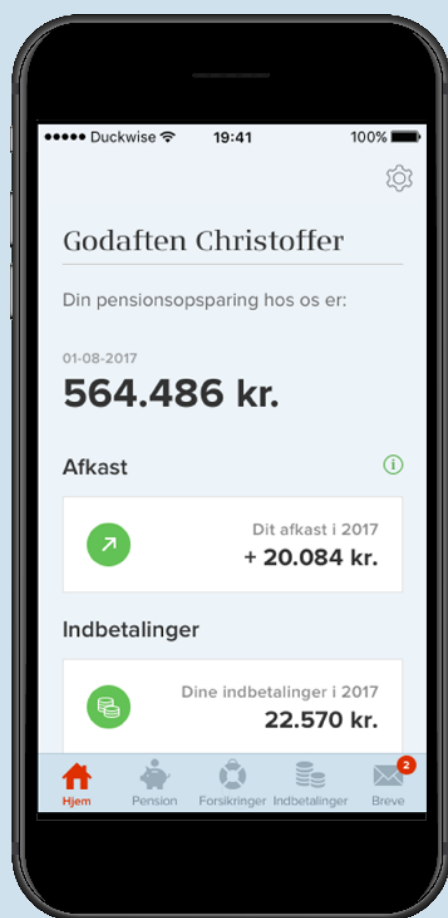 ••••• Duckwise 19:41 100%
Godaften Christoffer
Din pensionsopsparing hos os er:
01-08-2017
564.486 kr.
Afkast
Dit afkast i 2017
+ 20.084 kr.
Indbetalinger
Dine indbetalinger i 2017
22.570 kr.
2
Hjem Pension Forsikringer Indbetalinger Breve